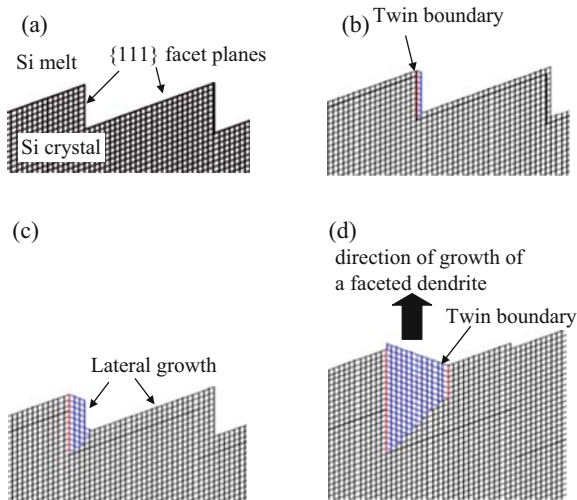 (a)
Si melt
{111} facet planes
Si crystal
(b)
Twin boundary
(c)
Lateral growth
(d)
direction of growth of
a faceted dendrite
Twin boundary